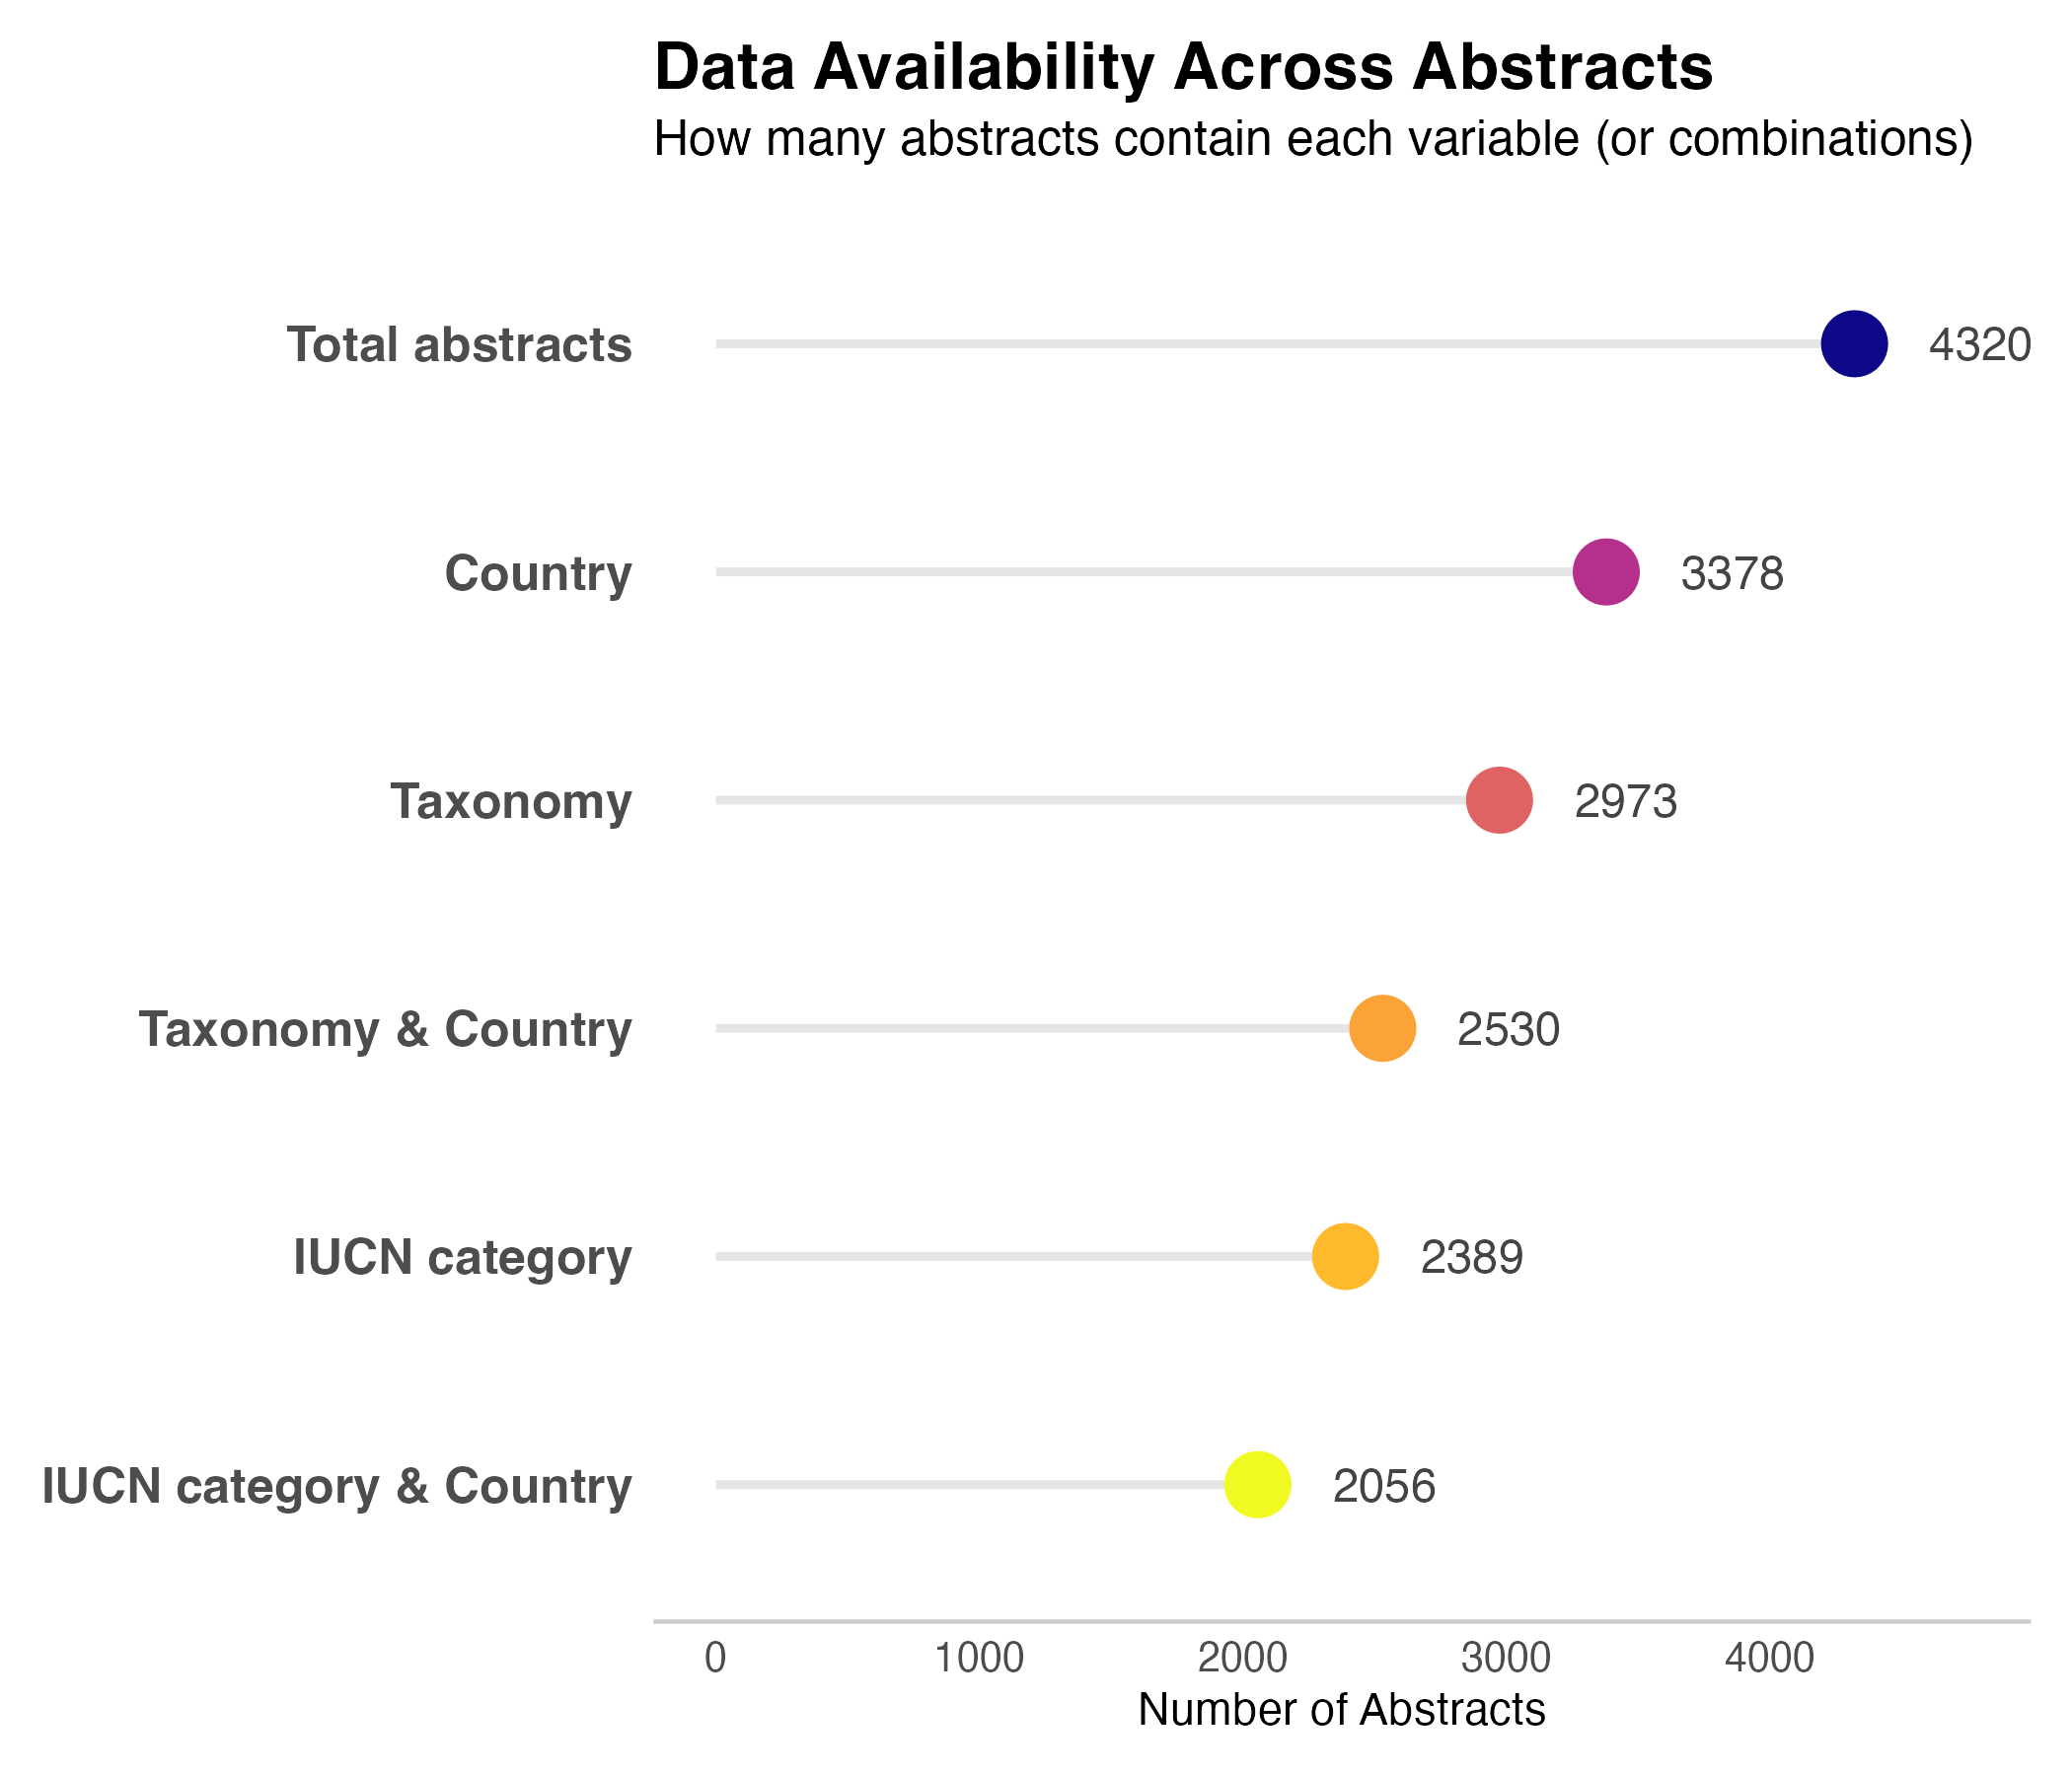 Data Availability Across Abstracts
How many abstracts contain each variable (or combinations)
Total abstracts 4320
Country 3378
Taxonomy 2973
Taxonomy & Country 2530
IUCN category 2389
IUCN category & Country 2056
0 1000 2000 3000 4000
Number of Abstracts